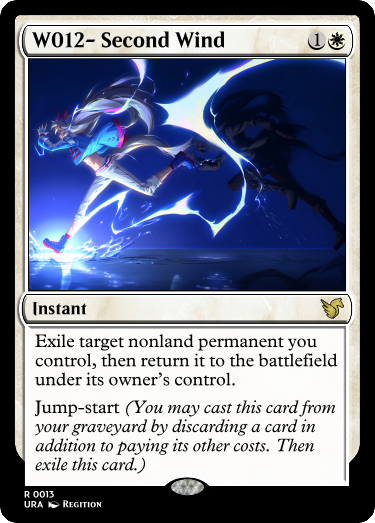 W012– Second Wind 1
Instant
Exile target nonland permanent you
control, then return it to the battlefield
under its owner's control.
Jump-start (You may cast this card from
your graveyard by discarding a card in
addition to paying its other costs. Then
exile this card.)
R 0013
URA Regition